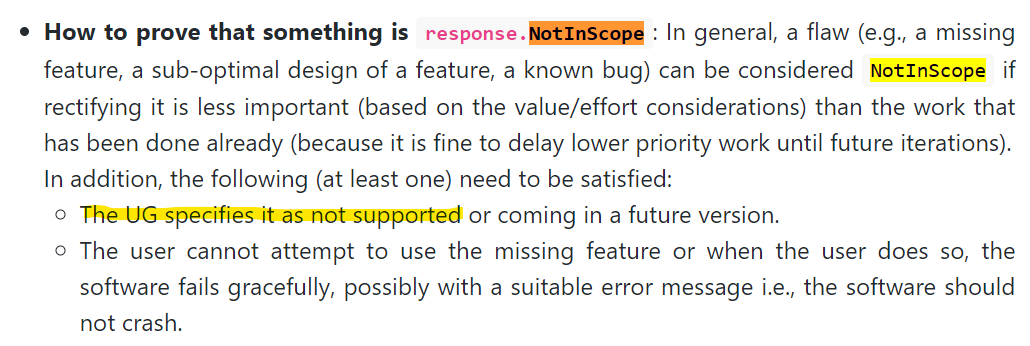 How to prove that something is response.NotInScope : In general, a flaw (e.g., a missing
feature, a sub-optimal design of a feature, a known bug) can be considered NotInScope if
rectifying it is less important (based on the value/effort considerations) than the work that
has been done already (because it is fine to delay lower priority work until future iterations).
In addition, the following (at least one) need to be satisfied:
The UG specifies it as not supported or coming in a future version.
The user cannot attempt to use the missing feature or when the user does so, the
software fails gracefully, possibly with a suitable error message i.e., the software should
not crash.